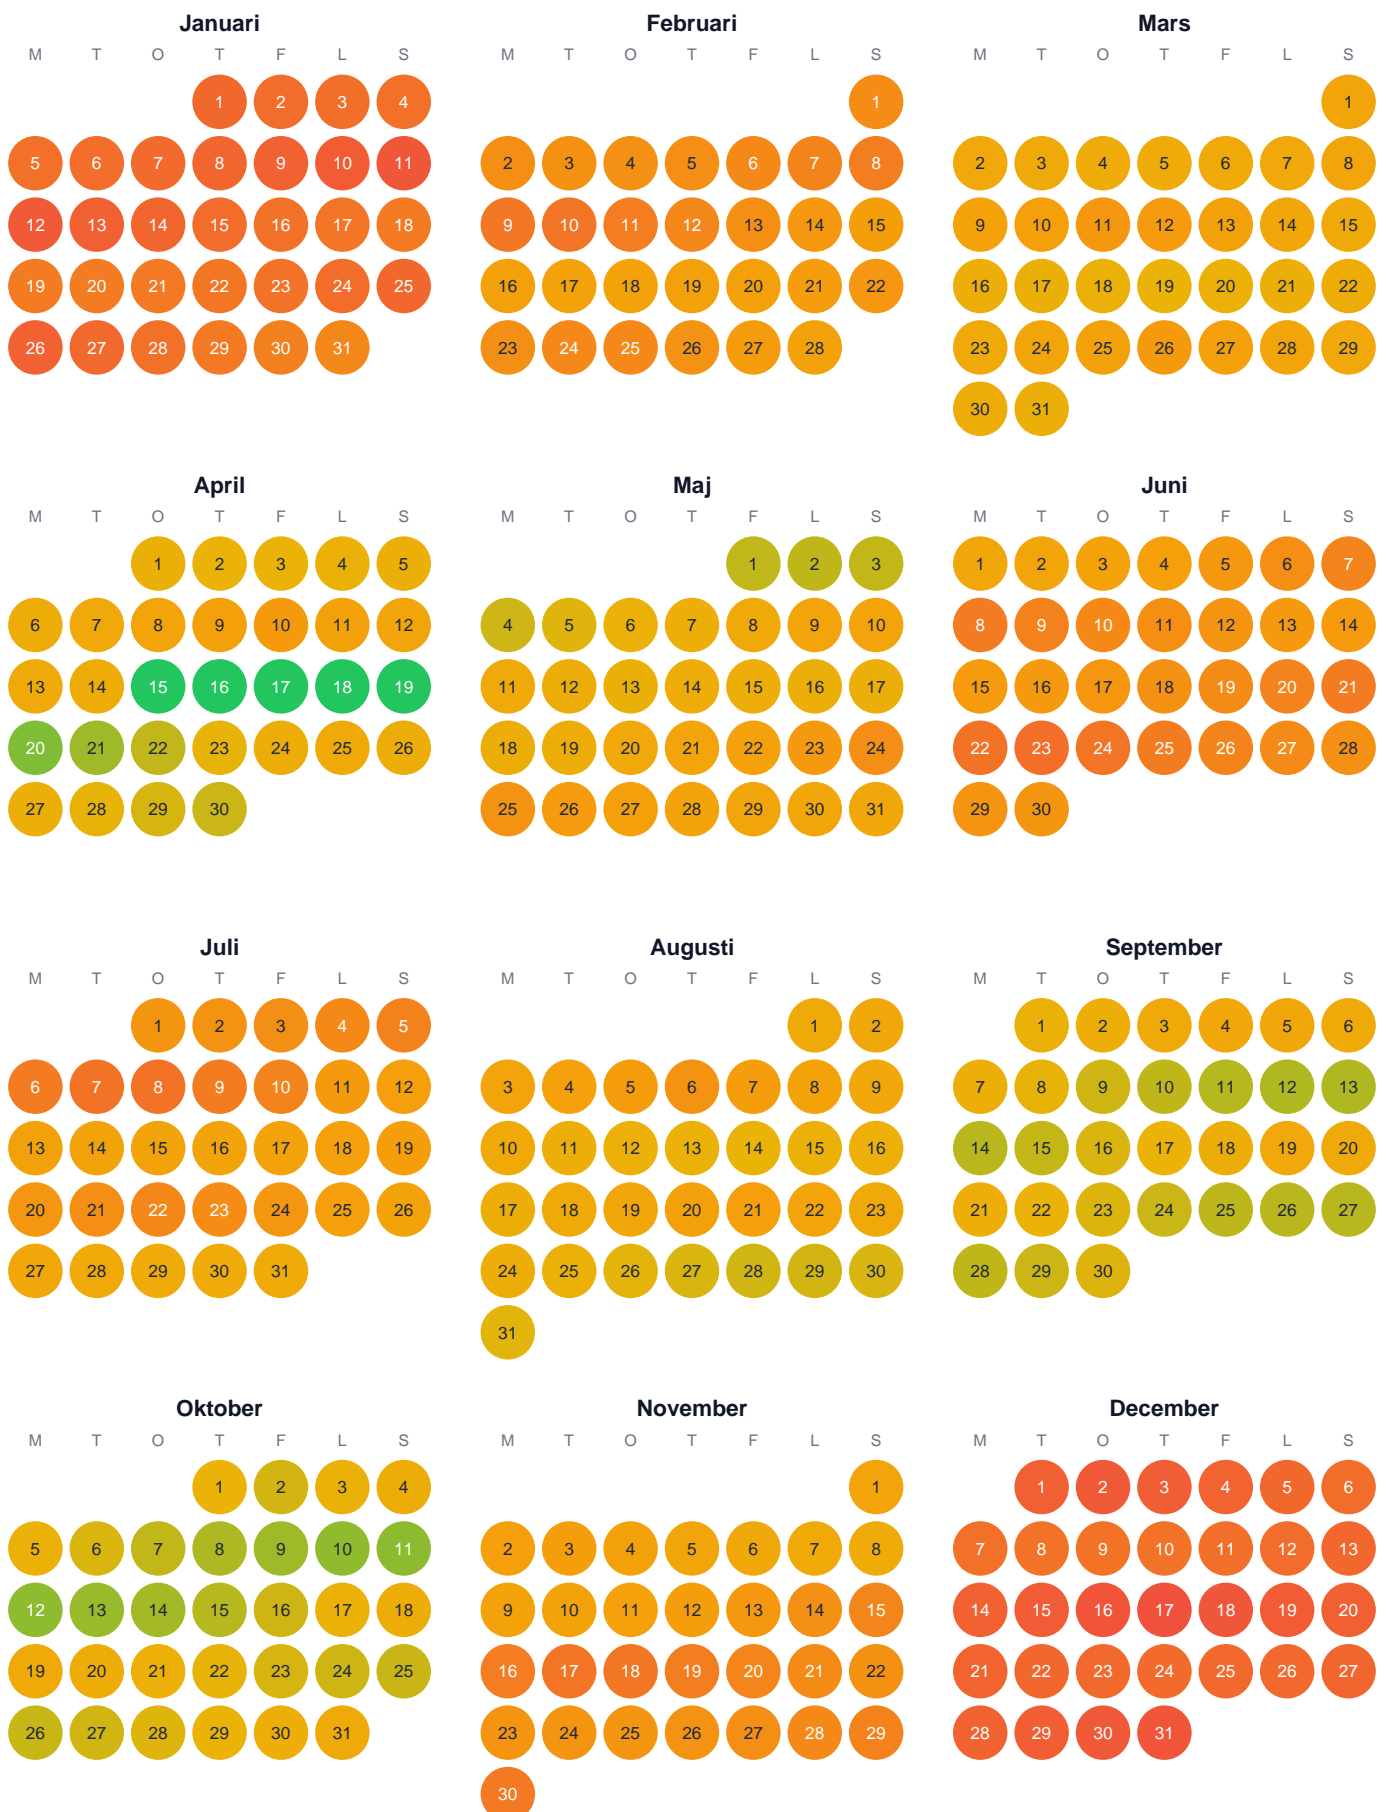 Januari Februari Mars
M T O T F L S M T O T F L S M T O T F L S
1 2 3 4 1 1
5 6 7 8 9 10 11 2 3 4 5 6 7 8 2 3 4 5 6 7 8
12 13 14 15 16 17 18 9 10 11 12 13 14 15 9 10 11 12 13 14 15
19 20 21 22 23 24 25 16 17 18 19 20 21 22 16 17 18 19 20 21 22
26 27 28 29 30 31 23 24 25 26 27 28 23 24 25 26 27 28 29
30 31
April Maj Juni
M T O T F L S M T O T F L S M T O T F L S
1 2 3 4 5 1 2 3 1 2 3 4 5 6 7
6 7 8 9 10 11 12 4 5 6 7 8 9 10 8 9 10 11 12 13 14
13 14 15 16 17 18 19 11 12 13 14 15 16 17 15 16 17 18 19 20 21
20 21 22 23 24 25 26 18 19 20 21 22 23 24 22 23 24 25 26 27 28
27 28 29 30 25 26 27 28 29 30 31 29 30
Juli Augusti September
M T O T F L S M T O T F L S M T O T F L S
1 2 3 4 5 1 2 1 2 3 4 5 6
6 7 8 9 10 11 12 3 4 5 6 7 8 9 7 8 9 10 11 12 13
13 14 15 16 17 18 19 10 11 12 13 14 15 16 14 15 16 17 18 19 20
20 21 22 23 24 25 26 17 18 19 20 21 22 23 21 22 23 24 25 26 27
27 28 29 30 31 24 25 26 27 28 29 30 28 29 30
31
Oktober November December
M T O T F L S M T O T F L S M T O T F L S
1 2 3 4 1 1 2 3 4 5 6
5 6 7 8 9 10 11 2 3 4 5 6 7 8 7 8 9 10 11 12 13
12 13 14 15 16 17 18 9 10 11 12 13 14 15 14 15 16 17 18 19 20
19 20 21 22 23 24 25 16 17 18 19 20 21 22 21 22 23 24 25 26 27
26 27 28 29 30 31 23 24 25 26 27 28 29 28 29 30 31
30